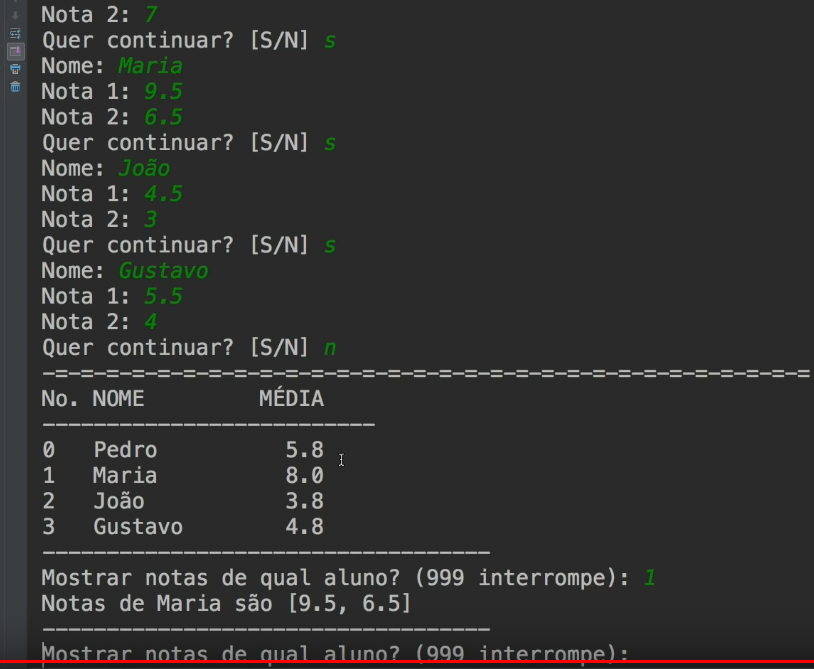 Nota 2: 7
Quer continuar? [S/N] s
Nome: Maria
Nota 1: 9.5
Nota 2: 6.5
Quer continuar? [S/N] s
Nome: João
Nota 1: 4.5
Nota 2: 3
Quer continuar? [S/N] s
Nome: Gustavo
Nota 1: 5.5
Nota 2: 4
Quer continuar? [S/N] n
-=-=-=-=-=-=-=-=-=-=-=-=-=-=-=-=-=-=-=-=-=-=-=-=-=-=-=-=-=-=
No. NOME         MÉDIA
--------------------------
0   Pedro          5.8
1   Maria          8.0
2   João           3.8
3   Gustavo        4.8
-----------------------------------
Mostrar notas de qual aluno? (999 interrompe): 1
Notas de Maria são [9.5, 6.5]
-----------------------------------
Mostrar notas de qual aluno? (999 interrompe):